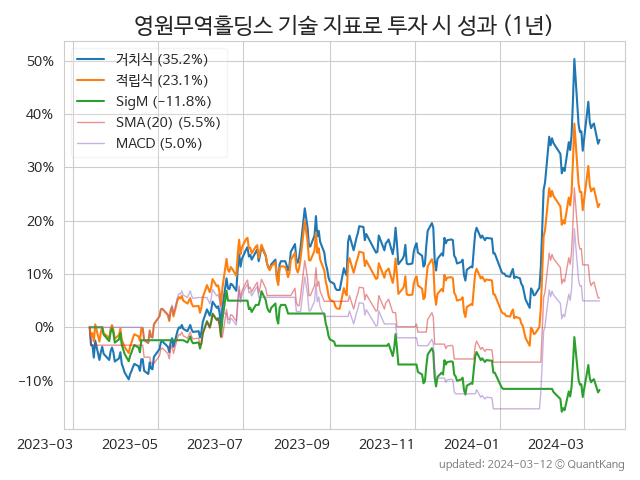 영원무역홀딩스 기술 지표로 투자 시 성과 (1년)
거치식 (35.2%)
적립식 (23.1%)
SigM (−11.8%)
SMA(20) (5.5%)
MACD (5.0%)
50%
40%
30%
20%
10%
0%
−10%
2023-03 2023-05 2023-07 2023-09 2023-11 2024-01 2024-03
updated: 2024-03-12 © QuantKang